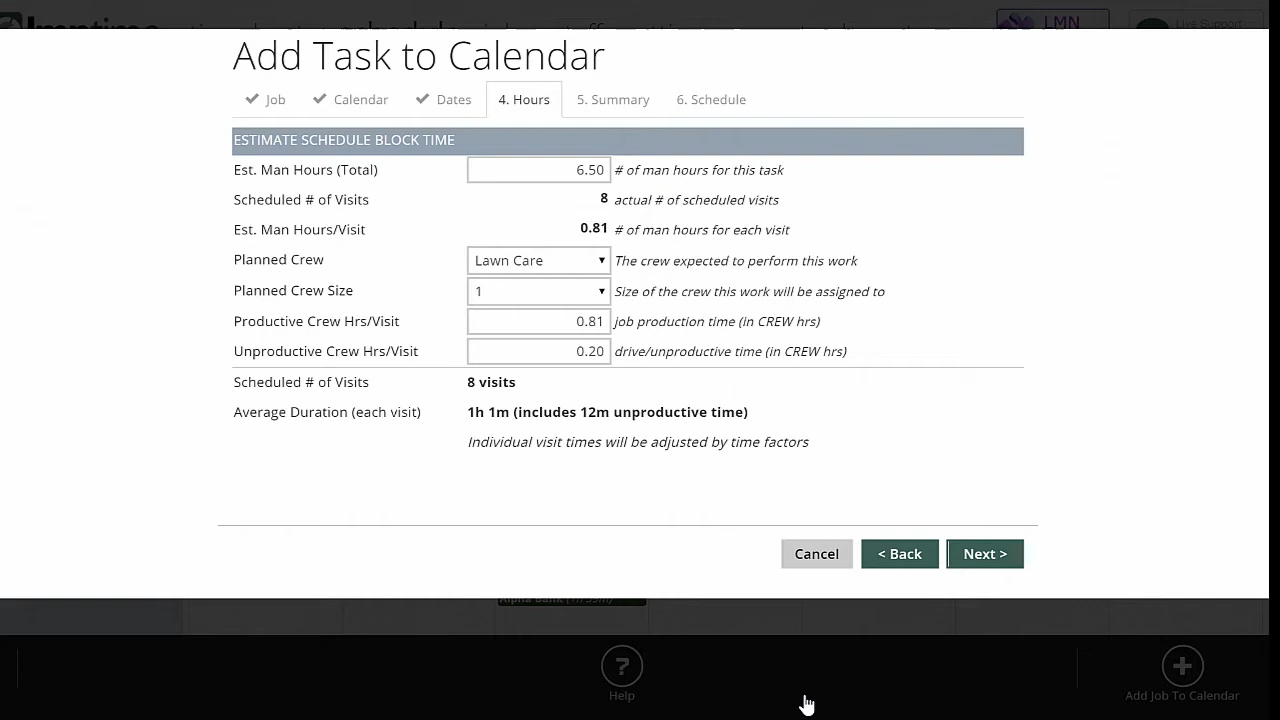 LMN
Live Support
Add Task to Calendar
Job Calendar Dates 4. Hours 5. Summary 6. Schedule
ESTIMATE SCHEDULE BLOCK TIME
Est. Man Hours (Total) 6.50 # of man hours for this task
Scheduled # of Visits 8 actual # of scheduled visits
Est. Man Hours/Visit 0.81 # of man hours for each visit
Planned Crew Lawn Care The crew expected to perform this work
Planned Crew Size 1 Size of the crew this work will be assigned to
Productive Crew Hrs/Visit 0.81 job production time (in CREW hrs)
Unproductive Crew Hrs/Visit 0.20 drive/unproductive time (in CREW hrs)
Scheduled # of Visits 8 visits
Average Duration (each visit) 1h 1m (includes 12m unproductive time)
Individual visit times will be adjusted by time factors
Cancel < Back Next >
Alpha Bank
? +
Help Add Job To Calendar